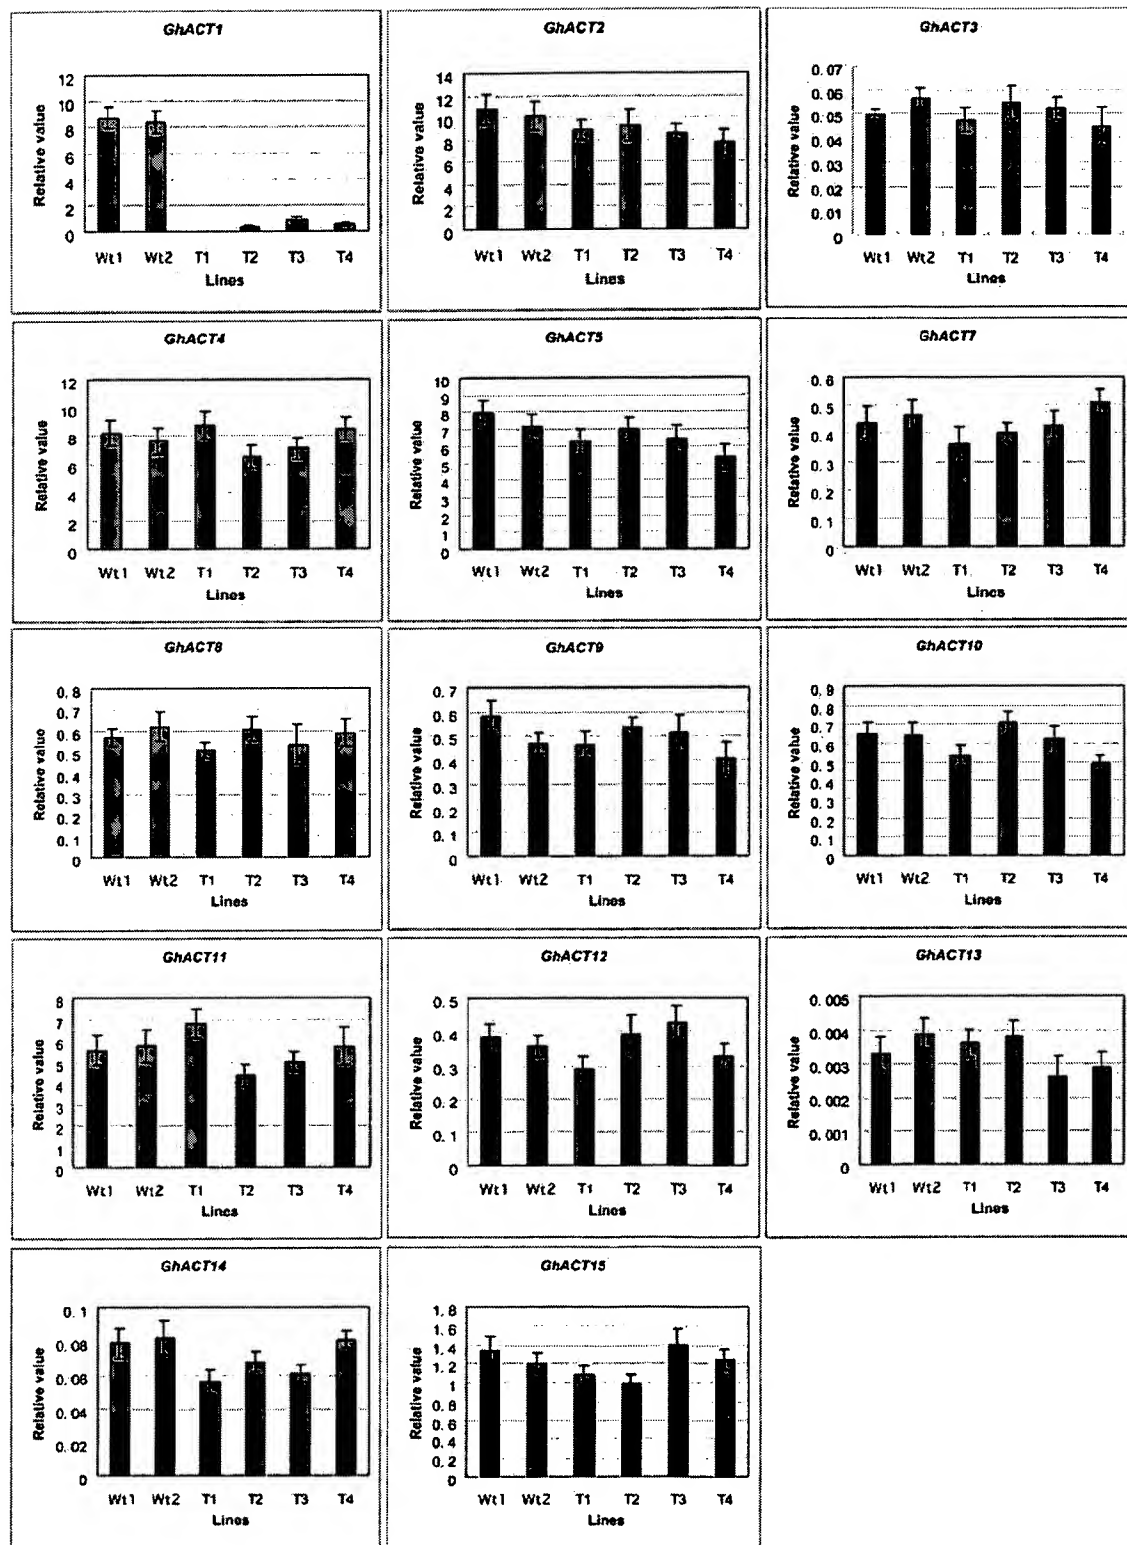 GhACT1
Relative value
12
10
8
6
4
2
0
Wt1 Wt2 T1 T2 T3 T4
Lines
GhACT2
Relative value
14
12
10
8
6
4
2
0
Wt1 Wt2 T1 T2 T3 T4
Lines
GhACT3
Relative value
0.07
0.06
0.05
0.04
0.03
0.02
0.01
0
Wt1 Wt2 T1 T2 T3 T4
Lines
GhACT4
Relative value
12
10
8
6
4
2
0
Wt1 Wt2 T1 T2 T3 T4
Lines
GhACT5
Relative value
10
9
8
7
6
5
4
3
2
1
0
Wt1 Wt2 T1 T2 T3 T4
Lines
GhACT7
Relative value
0.6
0.5
0.4
0.3
0.2
0.1
0
Wt1 Wt2 T1 T2 T3 T4
Lines
GhACT8
Relative value
0.8
0.7
0.6
0.5
0.4
0.3
0.2
0.1
0
Wt1 Wt2 T1 T2 T3 T4
Lines
GhACT9
Relative value
0.7
0.6
0.5
0.4
0.3
0.2
0.1
0
Wt1 Wt2 T1 T2 T3 T4
Lines
GhACT10
Relative value
0.9
0.8
0.7
0.6
0.5
0.4
0.3
0.2
0.1
0
Wt1 Wt2 T1 T2 T3 T4
Lines
GhACT11
Relative value
8
7
6
5
4
3
2
1
0
Wt1 Wt2 T1 T2 T3 T4
Lines
GhACT12
Relative value
0.5
0.4
0.3
0.2
0.1
0
Wt1 Wt2 T1 T2 T3 T4
Lines
GhACT13
Relative value
0.005
0.004
0.003
0.002
0.001
0
Wt1 Wt2 T1 T2 T3 T4
Lines
GhACT14
Relative value
0.1
0.08
0.06
0.04
0.02
0
Wt1 Wt2 T1 T2 T3 T4
Lines
GhACT15
Relative value
1.8
1.6
1.4
1.2
1
0.8
0.6
0.4
0.2
0
Wt1 Wt2 T1 T2 T3 T4
Lines